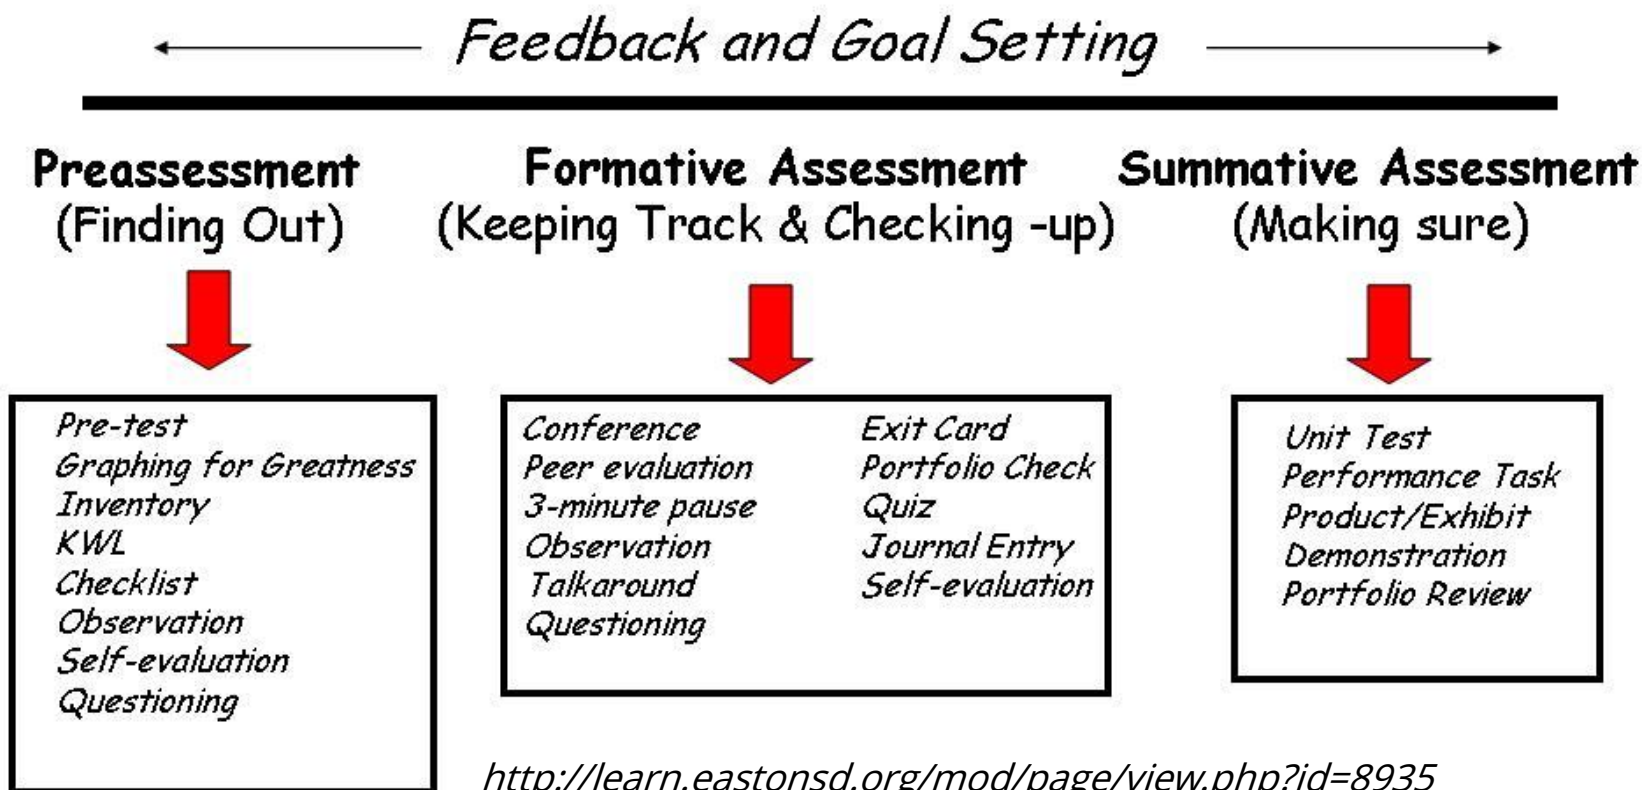 Feedback and Goal Setting
Preassessment
(Finding Out)
Formative Assessment
(Keeping Track & Checking -up)
Summative Assessment
(Making sure)
Pre-test
Graphing for Greatness
Inventory
KWL
Checklist
Observation
Self-evaluation
Questioning
Conference
Peer evaluation
3-minute pause
Observation
Talkaround
Questioning
Exit Card
Portfolio Check
Quiz
Journal Entry
Self-evaluation
Unit Test
Performance Task
Product/Exhibit
Demonstration
Portfolio Review
http://learn.eastonsd.org/mod/page/view.php?id=8935